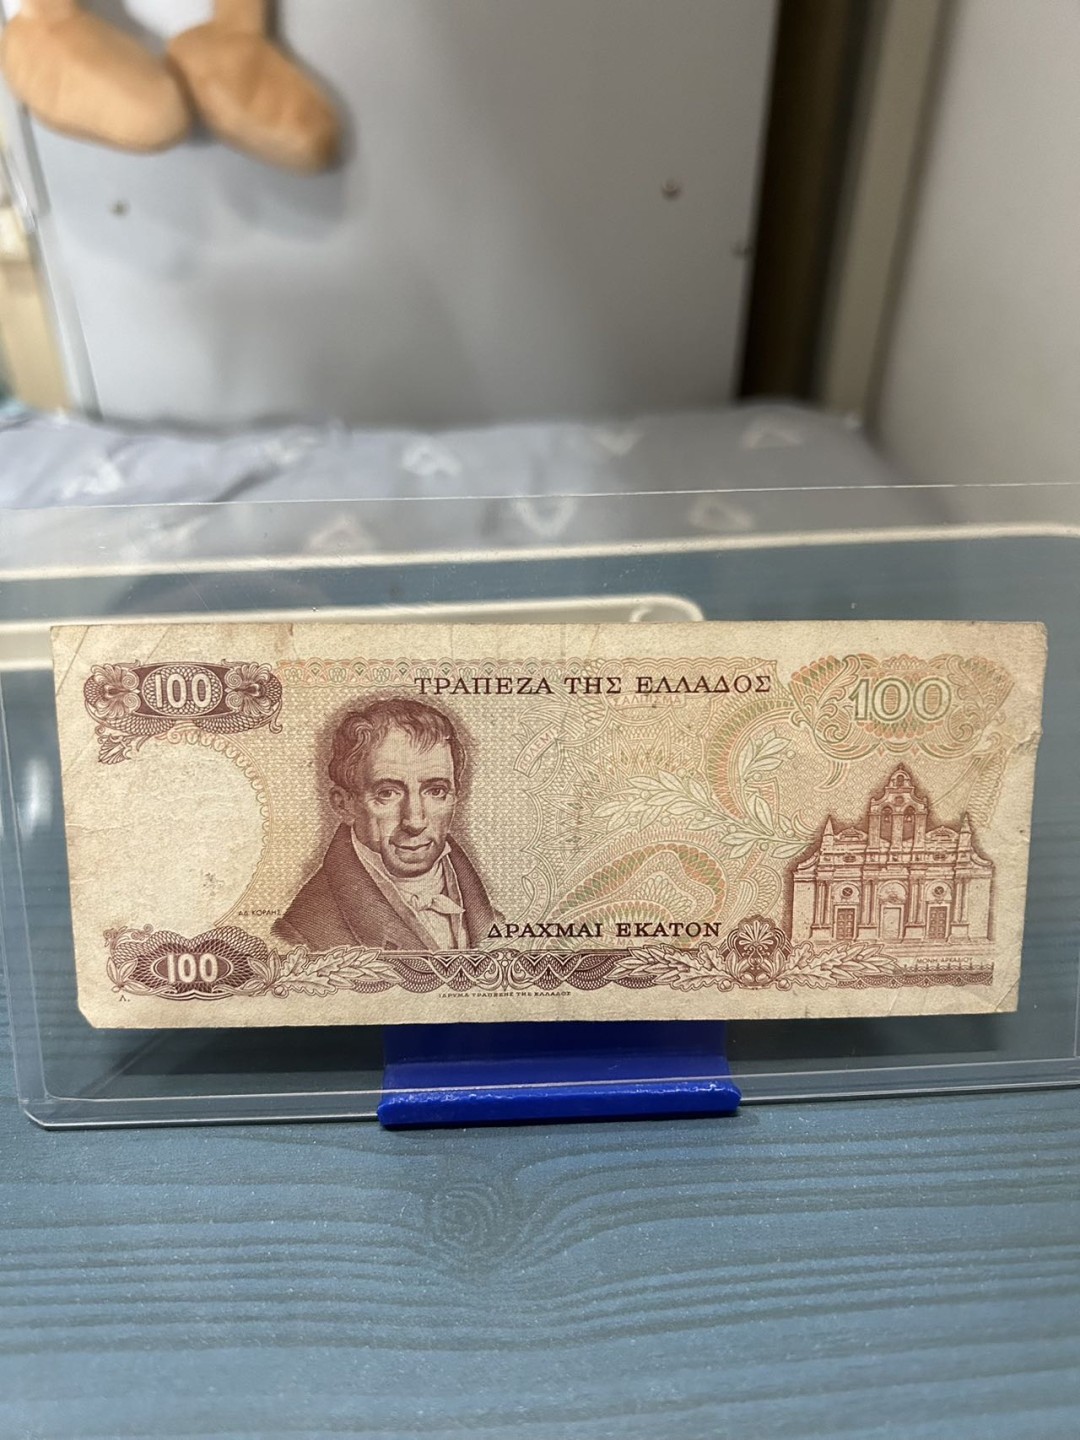 100
ΤΡΑΠΕΖΑ ΤΗΣ ΕΛΛΑΔΟΣ
100
ΑΔ. ΚΟΡΑΗΣ
ΔΡΑΧΜΑΙ ΕΚΑΤΟΝ
100
ΜΟΝΗ ΑΡΚΑΔΙΟΥ
Λ.
ΙΔΡΥΜΑ ΤΡΑΠΕΖΗΣ ΤΗΣ ΕΛΛΑΔΟΣ